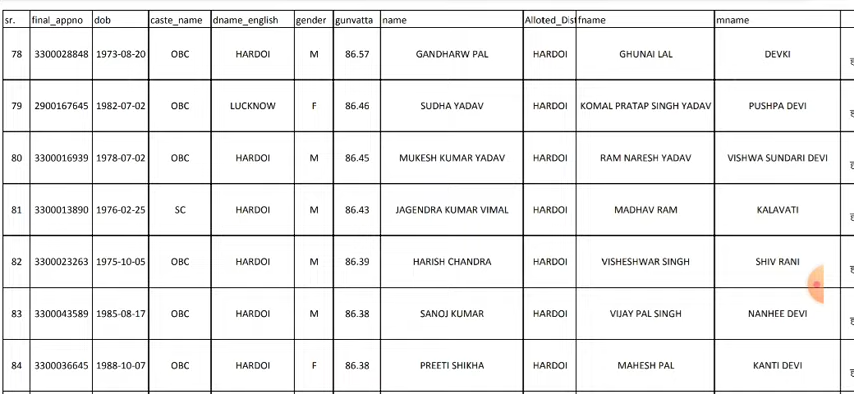 sr. final_appno dob caste_name dname_english gender gunvatta name Alloted_Dist fname mname
78 3300028848 1973-08-20 OBC HARDOI M 86.57 GANDHARW PAL HARDOI GHUNAI LAL DEVKI
79 2900167645 1982-07-02 OBC LUCKNOW F 86.46 SUDHA YADAV HARDOI KOMAL PRATAP SINGH YADAV PUSHPA DEVI
80 3300016939 1978-07-02 OBC HARDOI M 86.45 MUKESH KUMAR YADAV HARDOI RAM NARESH YADAV VISHWA SUNDARI DEVI
81 3300013890 1976-02-25 SC HARDOI M 86.43 JAGENDRA KUMAR VIMAL HARDOI MADHAV RAM KALAVATI
82 3300023263 1975-10-05 OBC HARDOI M 86.39 HARISH CHANDRA HARDOI VISHESHWAR SINGH SHIV RANI
83 3300043589 1985-08-17 OBC HARDOI M 86.38 SANOJ KUMAR HARDOI VIJAY PAL SINGH NANHEE DEVI
84 3300036645 1988-10-07 OBC HARDOI F 86.38 PREETI SHIKHA HARDOI MAHESH PAL KANTI DEVI